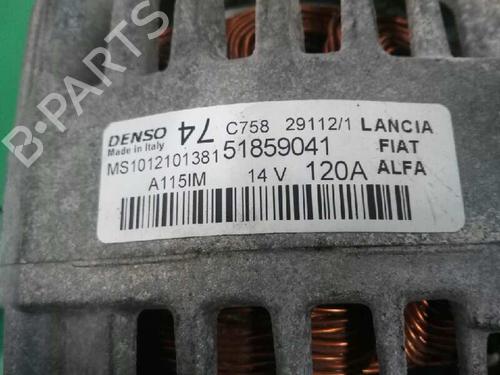 DENSO 74 C758 29112/1 LANCIA
Made in Italy
MS1012101381 51859041 FIAT
A115IM 14 V 120A ALFA
B-PARTS